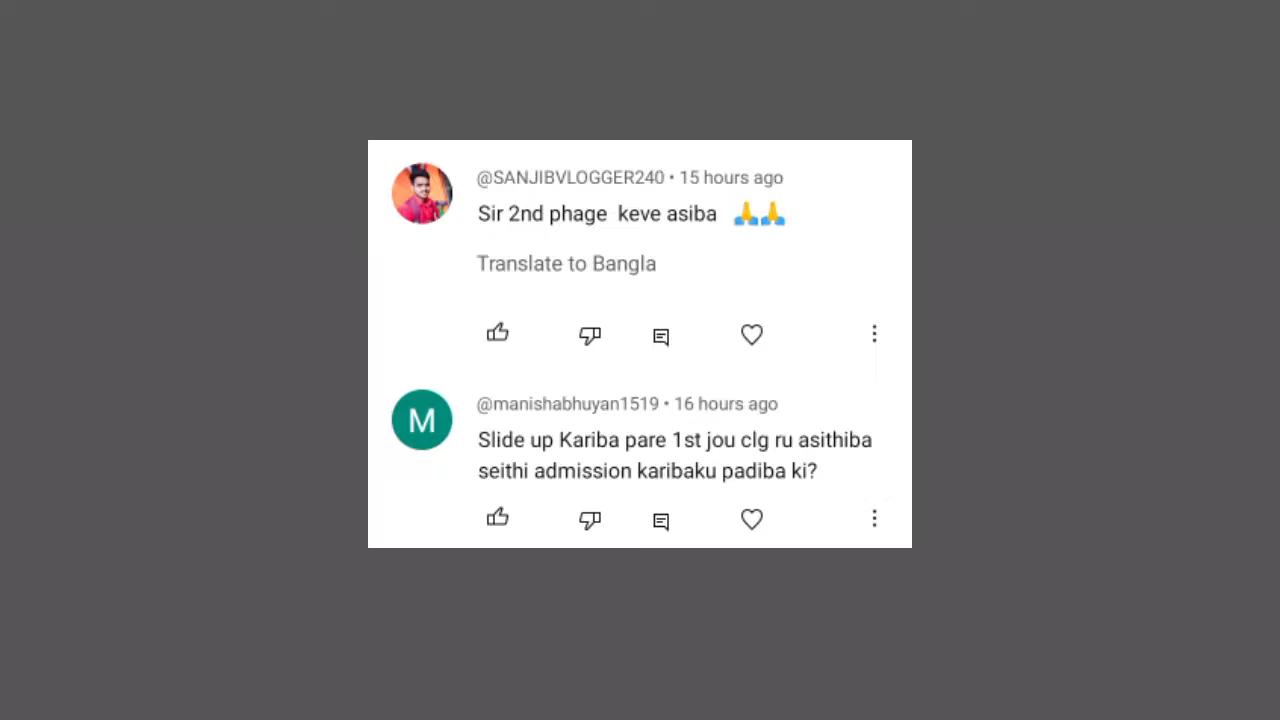 @SANJIBVLOGGER240 • 15 hours ago
Sir 2nd phage keve asiba 🙏🙏
Translate to Bangla
M
@manishabhuyan1519 • 16 hours ago
Slide up Kariba pare 1st jou clg ru asithiba
seithi admission karibaku padiba ki?